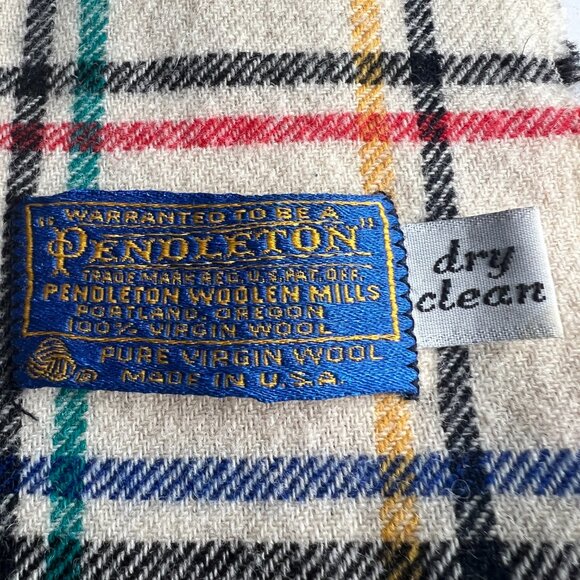 "WARRANTED TO BE A
PENDLETON"
TRADE MARK REG. U.S. PAT. OFF.
PENDLETON WOOLEN MILLS
PORTLAND, OREGON
100% VIRGIN WOOL
PURE VIRGIN WOOL
MADE IN U.S.A.
dry
clean